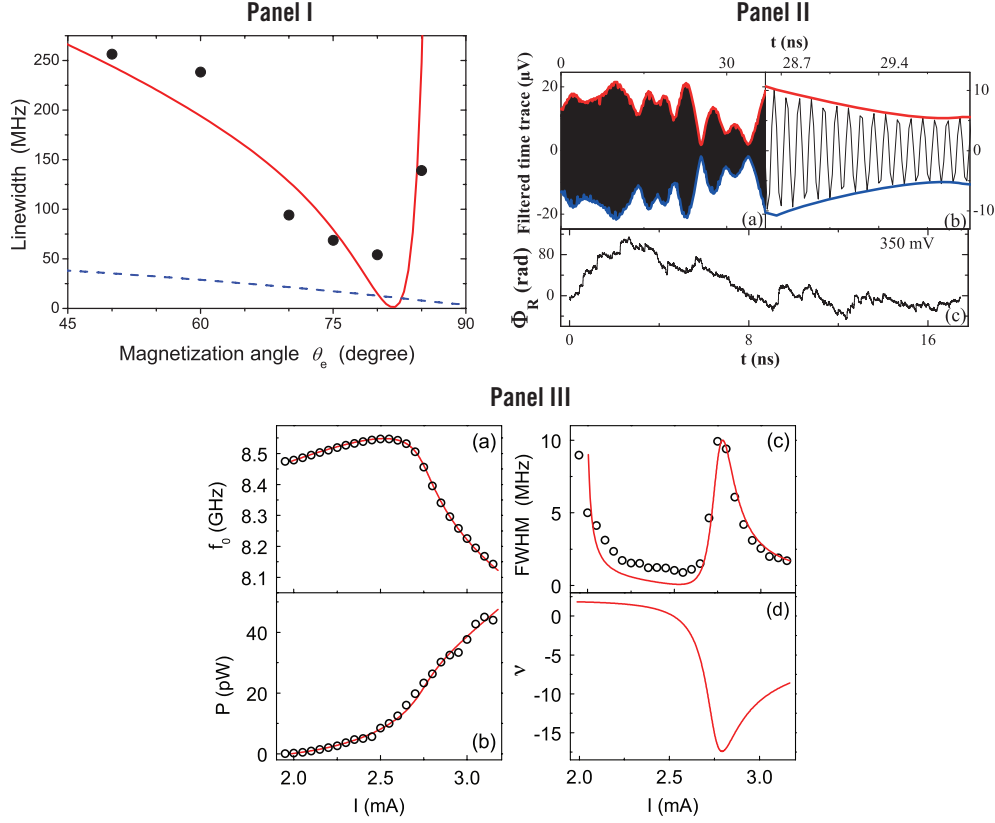 Panel I
Linewidth (MHz)
250
200
150
100
50
0
45 60 75 90
Magnetization angle θe (degree)
Panel II
t (ns)
0 30 28.7 29.4
Filtered time trace (µV)
20
0
-20
10
0
-10
(a)
(b)
350 mV
ΦR (rad)
80
0
(c)
0 8 16
t (ns)
Panel III
(a)
f0 (GHz)
8.5
8.4
8.3
8.2
8.1
P (pW)
40
20
0
(b)
2.0 2.5 3.0
I (mA)
(c)
FWHM (MHz)
10
5
0
(d)
ν
0
-5
-10
-15
2.0 2.5 3.0
I (mA)